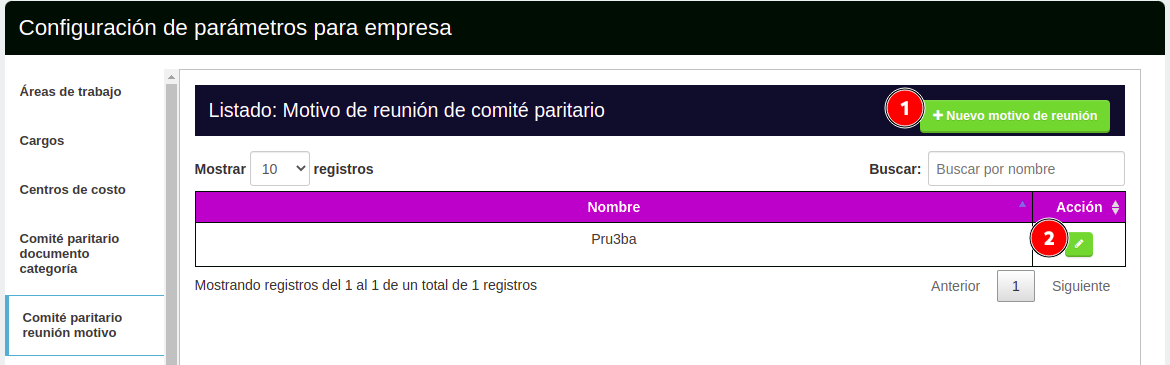 Configuración de parámetros para empresa
Áreas de trabajo
Cargos
Centros de costo
Comité paritario
documento
categoría
Comité paritario
reunión motivo
Listado: Motivo de reunión de comité paritario
1
Nuevo motivo de reunión
Mostrar 10 registros
Buscar: Buscar por nombre
Nombre Acción
Pru3ba 2
Mostrando registros del 1 al 1 de un total de 1 registros
Anterior 1 Siguiente